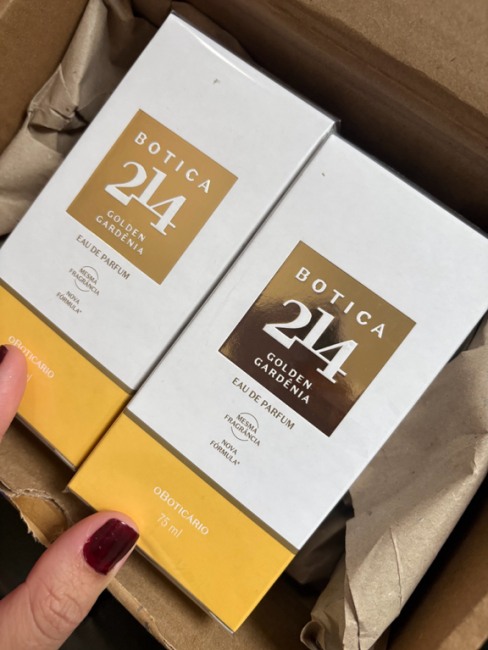 BOTICA
214
GOLDEN
GARDÊNIA
EAU DE PARFUM
MESMA
FRAGRÂNCIA
NOVA
FÓRMULA*
OBOTICÁRIO
BOTICA
214
GOLDEN
GARDÊNIA
EAU DE PARFUM
MESMA
FRAGRÂNCIA
NOVA
FÓRMULA*
OBOTICÁRIO
75 ml